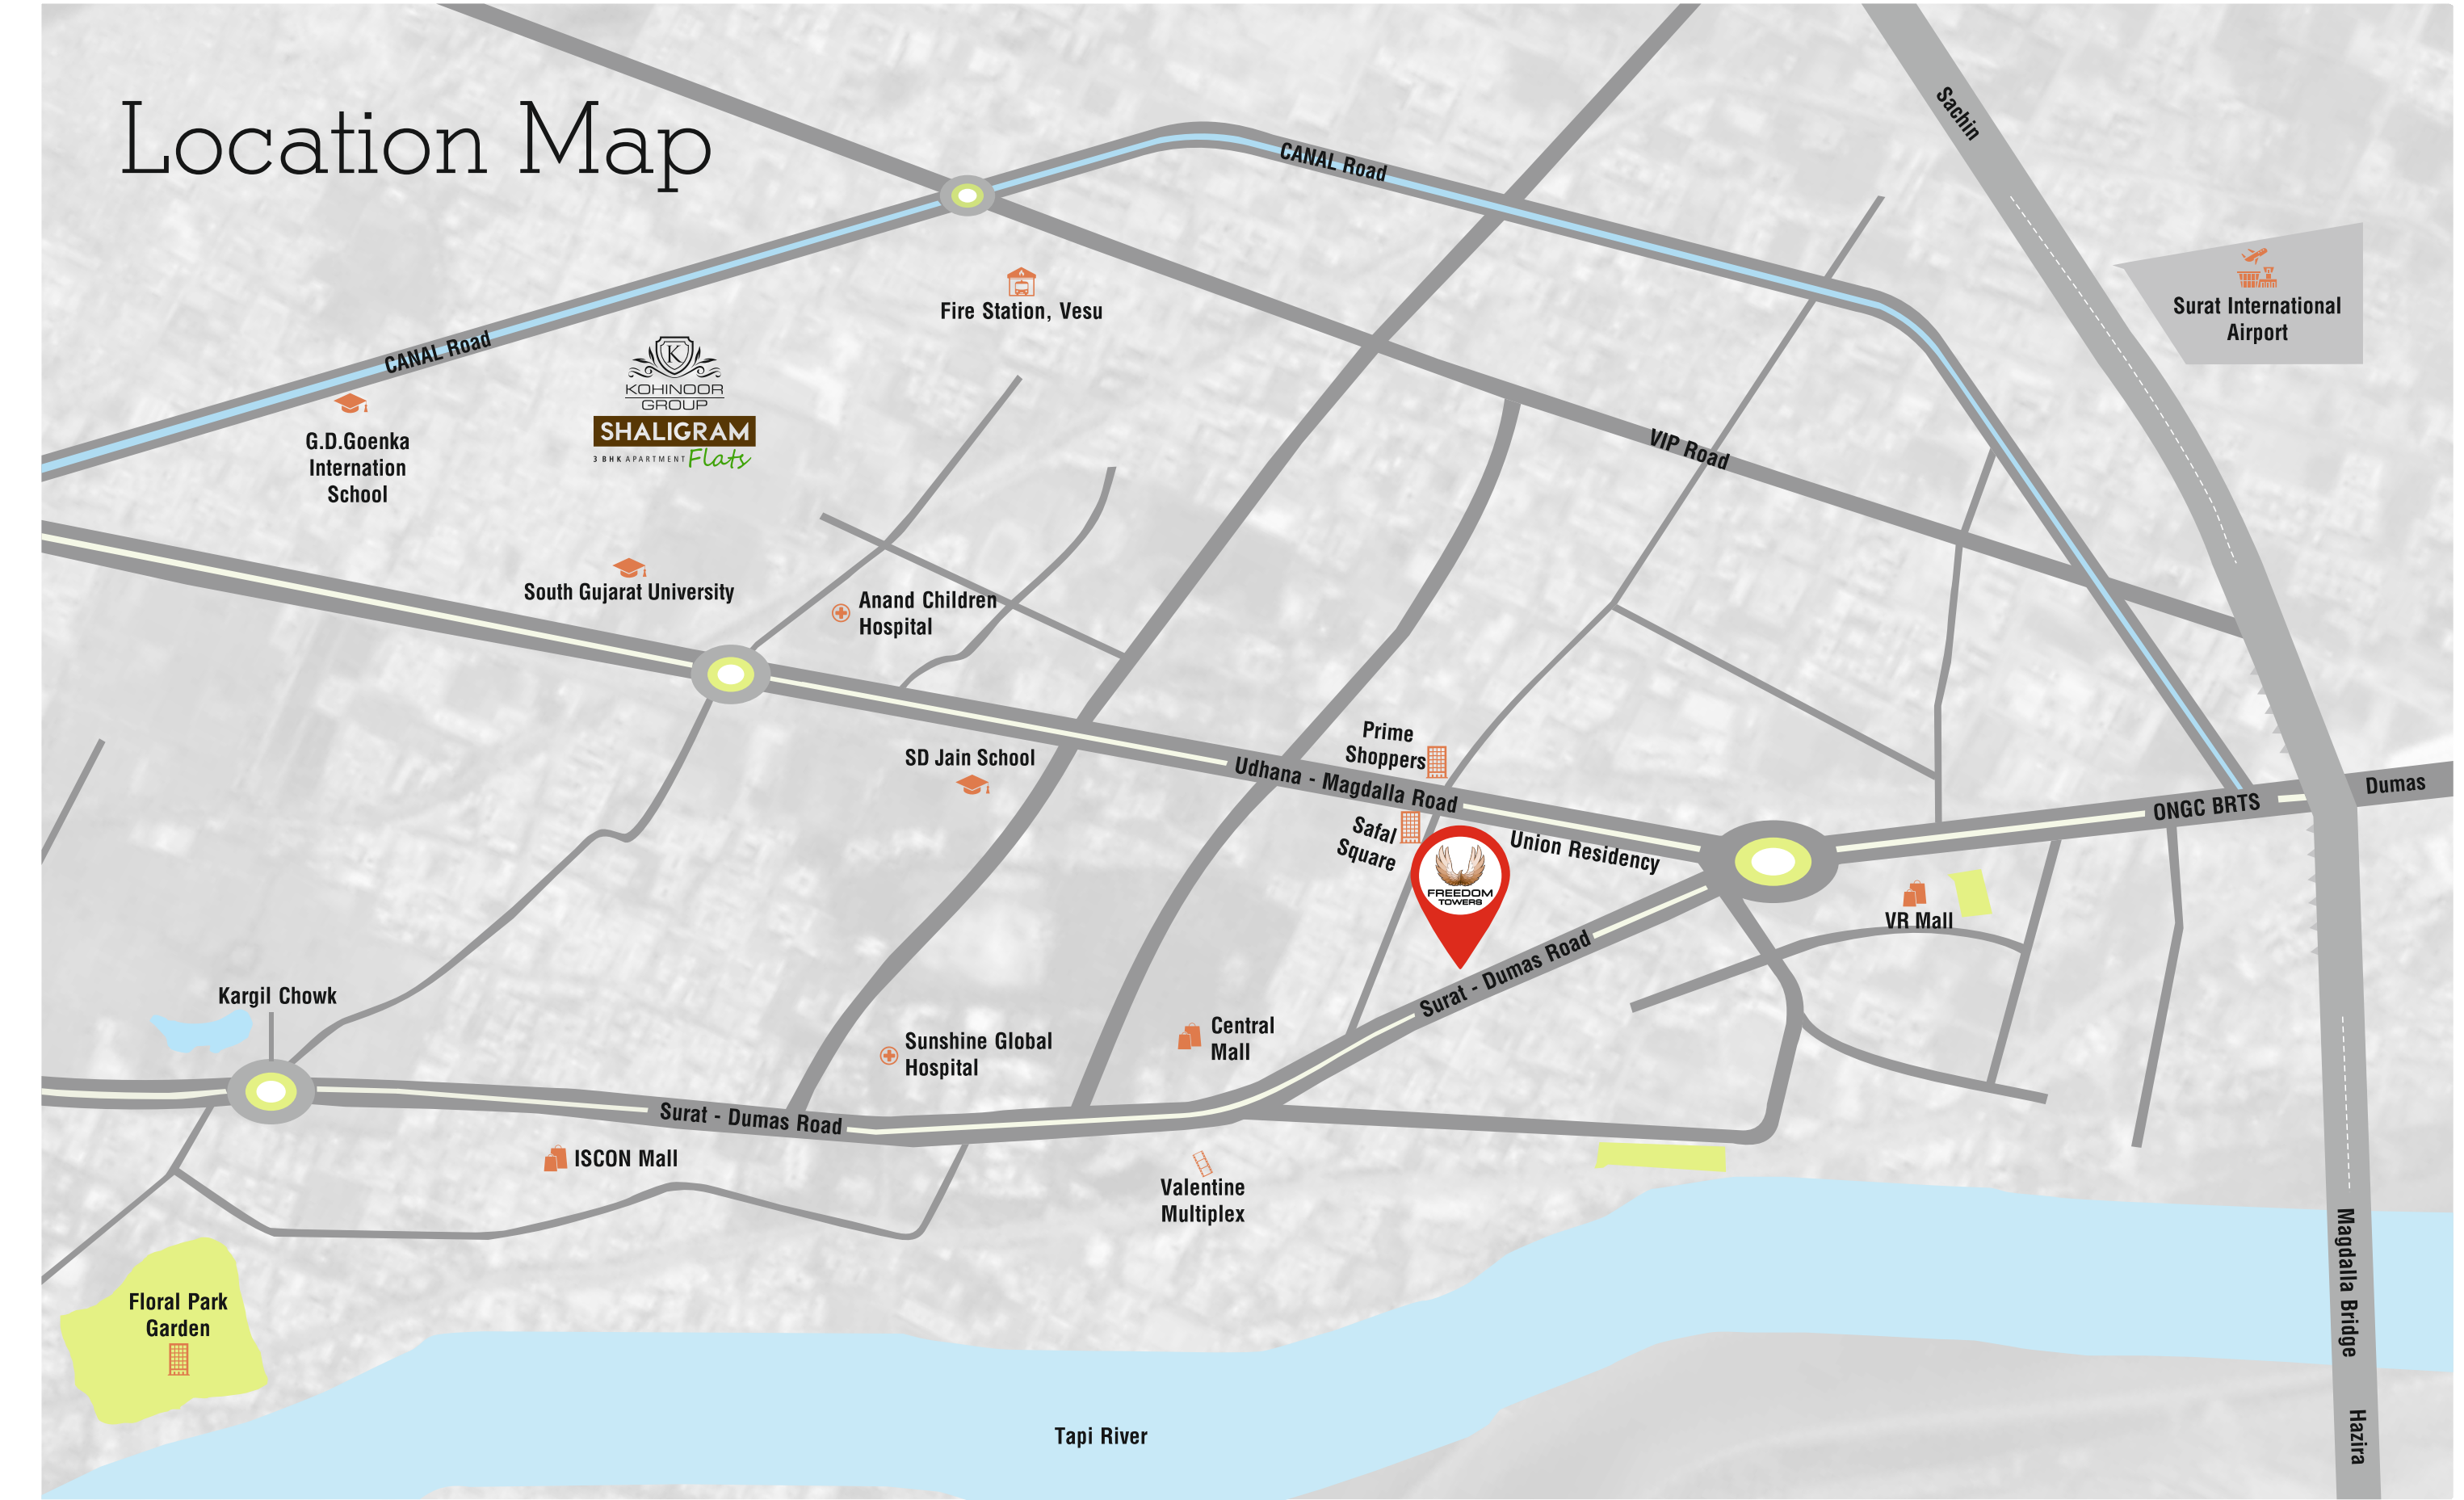 Location Map
Sachin
CANAL Road
Fire Station, Vesu
Surat International
Airport
CANAL Road
K
KOHINOOR
GROUP
SHALIGRAM
3 BHK APARTMENT Flats
G.D.Goenka
Internation
School
VIP Road
South Gujarat University
Anand Children
Hospital
Prime
Shoppers
SD Jain School
Udhana - Magdalla Road
Dumas
ONGC BRTS
Safal
Square
Union Residency
FREEDOM
TOWERS
VR Mall
Surat - Dumas Road
Kargil Chowk
Sunshine Global
Hospital
Central
Mall
Surat - Dumas Road
ISCON Mall
Valentine
Multiplex
Magdalla Bridge
Floral Park
Garden
Tapi River
Hazira